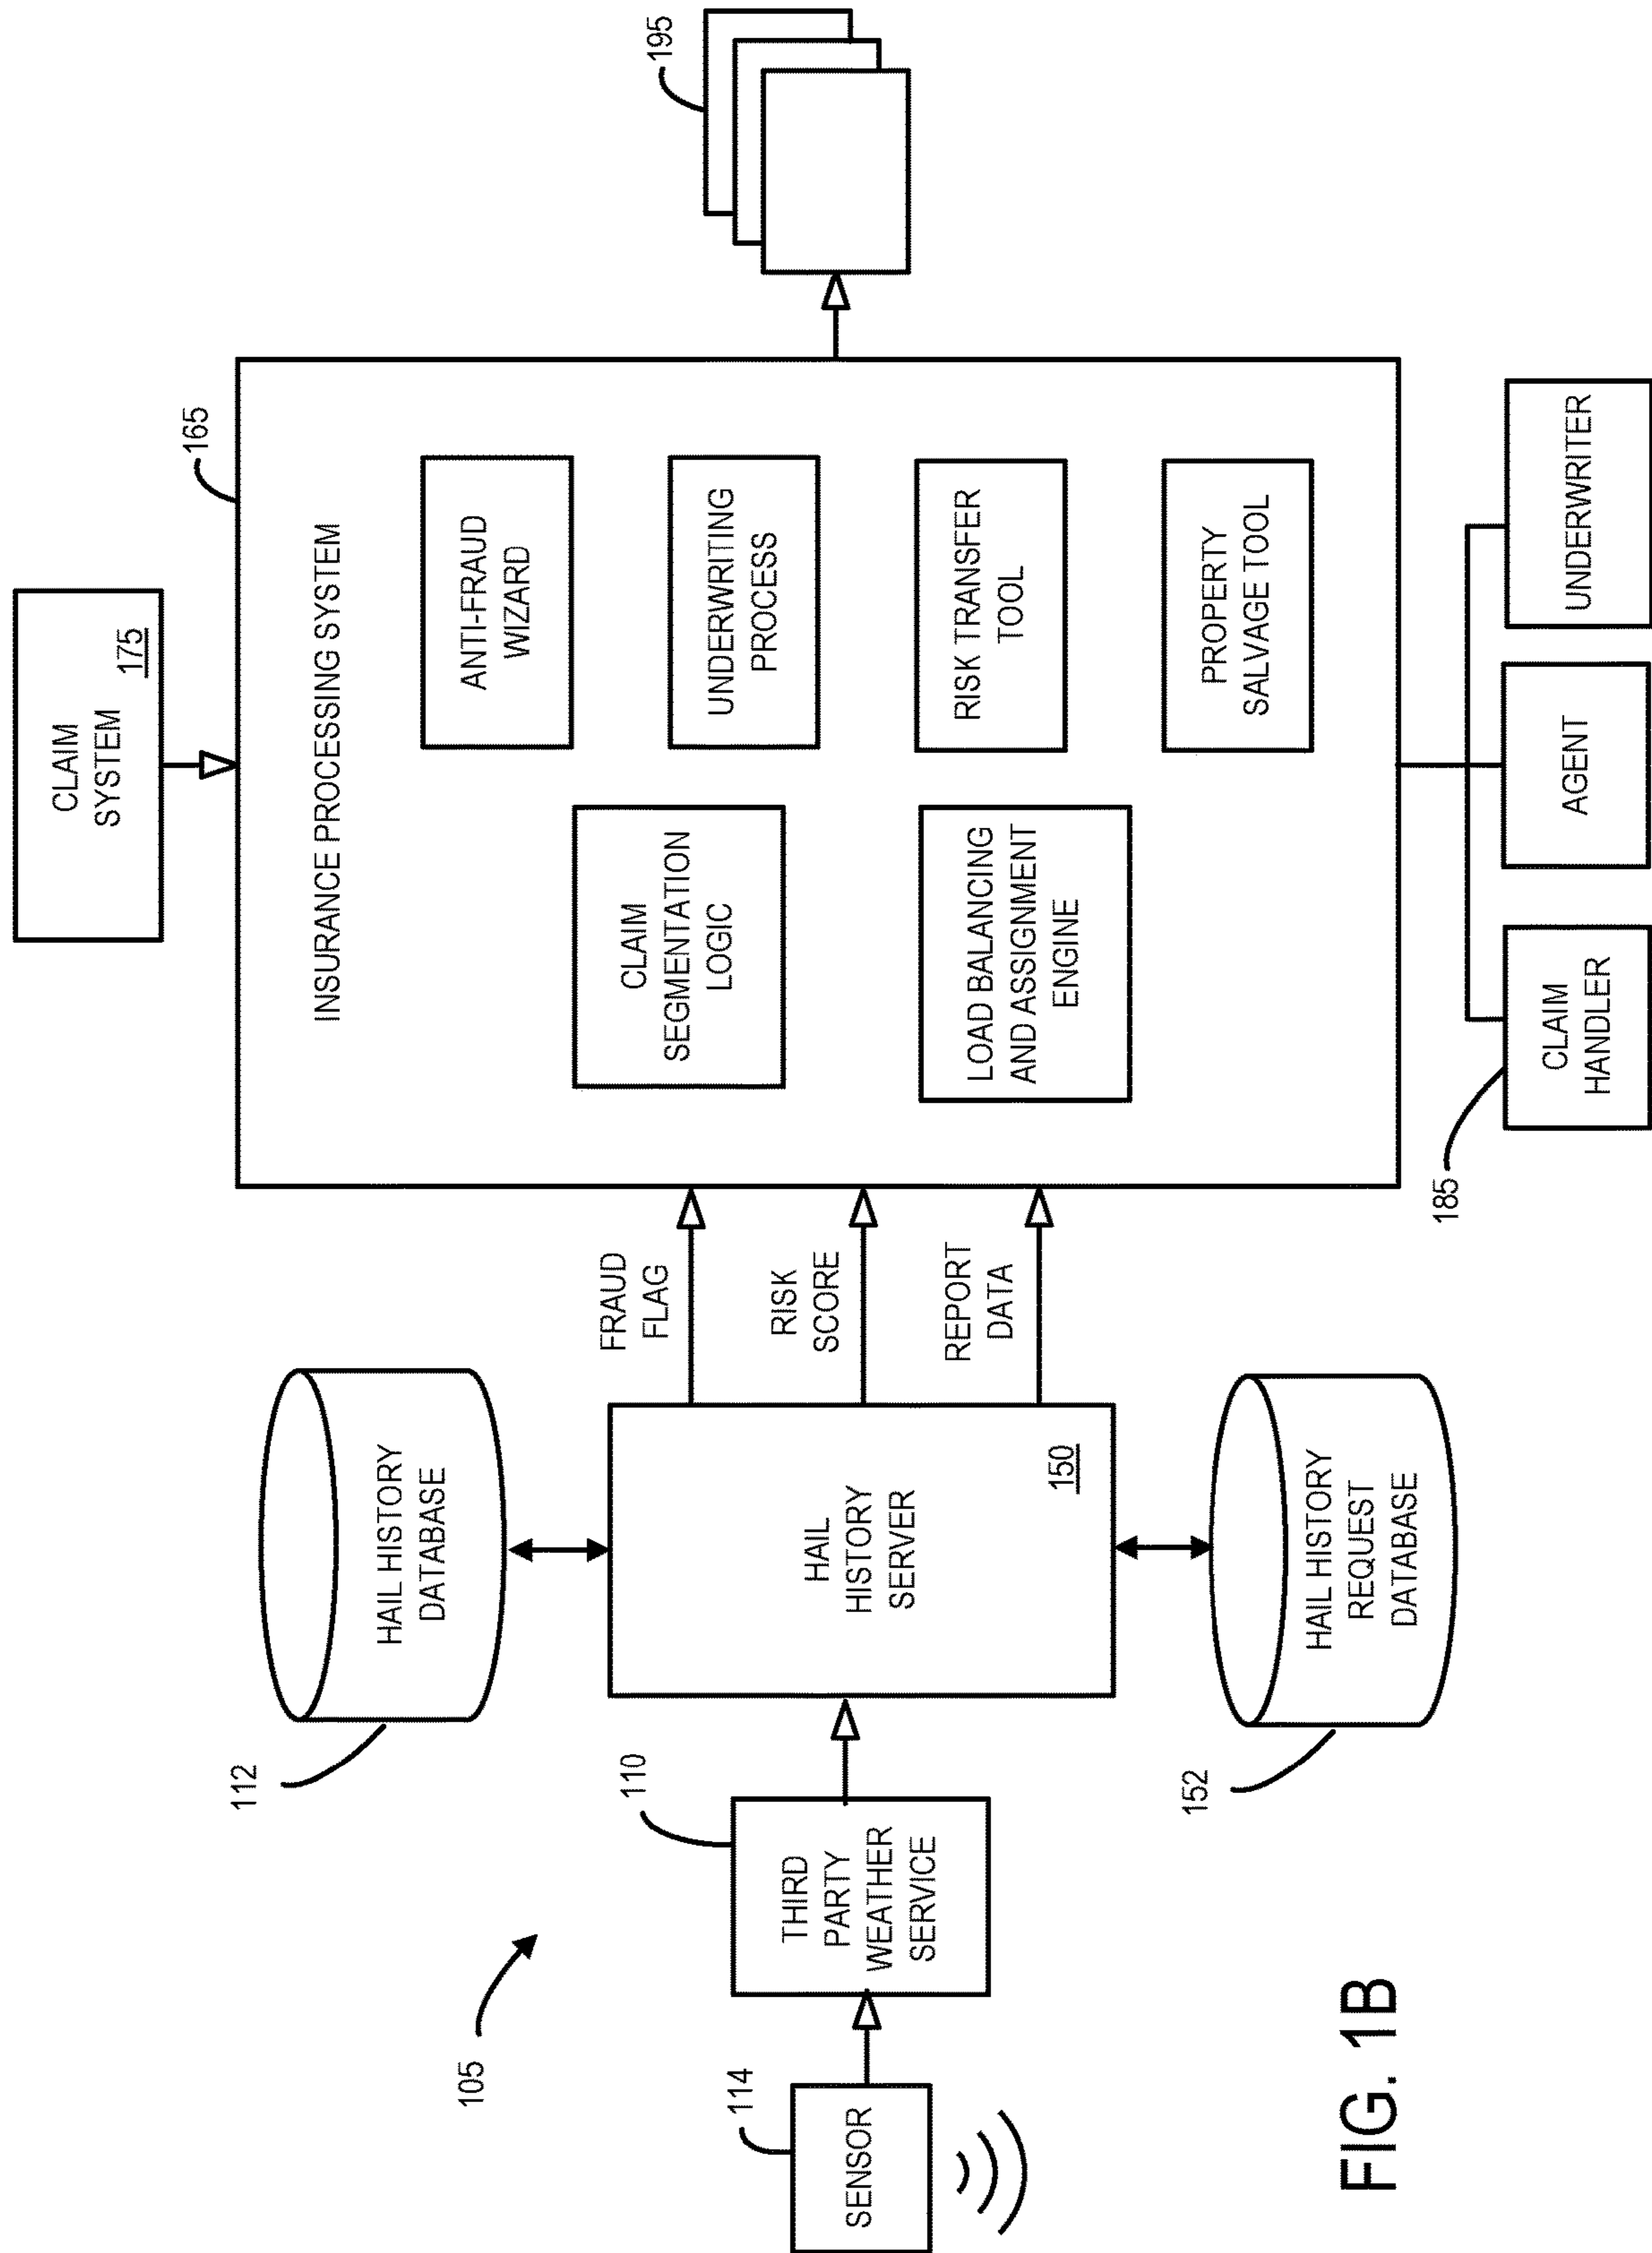 CLAIM
SYSTEM
175
165
INSURANCE PROCESSING SYSTEM
195
ANTI-FRAUD
WIZARD
UNDERWRITING
PROCESS
RISK TRANSFER
TOOL
PROPERTY
SALVAGE TOOL
CLAIM
SEGMENTATION
LOGIC
LOAD BALANCING
AND ASSIGNMENT
ENGINE
FRAUD
FLAG
RISK
SCORE
REPORT
DATA
112
HAIL HISTORY
DATABASE
HAIL
HISTORY
SERVER
150
152
HAIL HISTORY
REQUEST
DATABASE
110
THIRD
PARTY
WEATHER
SERVICE
105
114
SENSOR
185
CLAIM
HANDLER
AGENT
UNDERWRITER
FIG. 1B